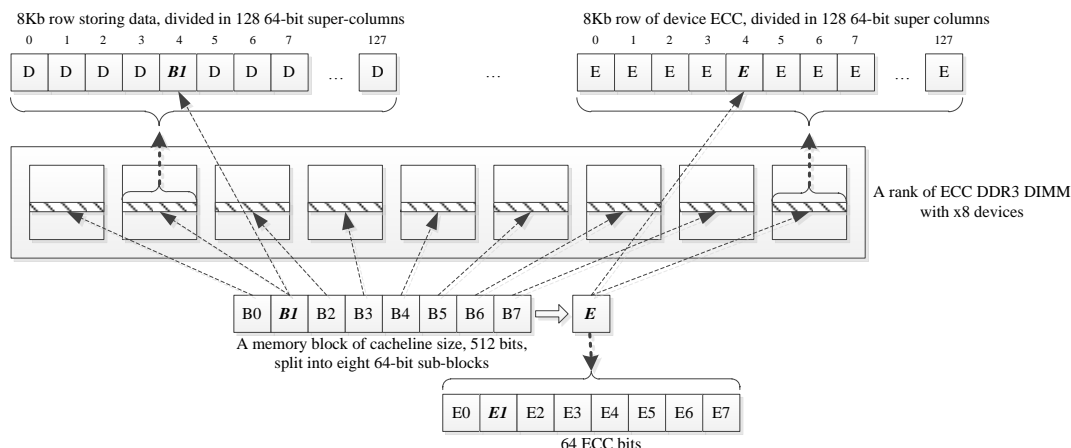 8Kb row storing data, divided in 128 64-bit super-columns
8Kb row of device ECC, divided in 128 64-bit super columns
0 1 2 3 4 5 6 7 127
0 1 2 3 4 5 6 7 127
D D D D B1 D D D ... D
...
E E E E E E E E ... E
A rank of ECC DDR3 DIMM
with x8 devices
B0 B1 B2 B3 B4 B5 B6 B7
E
A memory block of cacheline size, 512 bits,
split into eight 64-bit sub-blocks
E0 E1 E2 E3 E4 E5 E6 E7
64 ECC bits